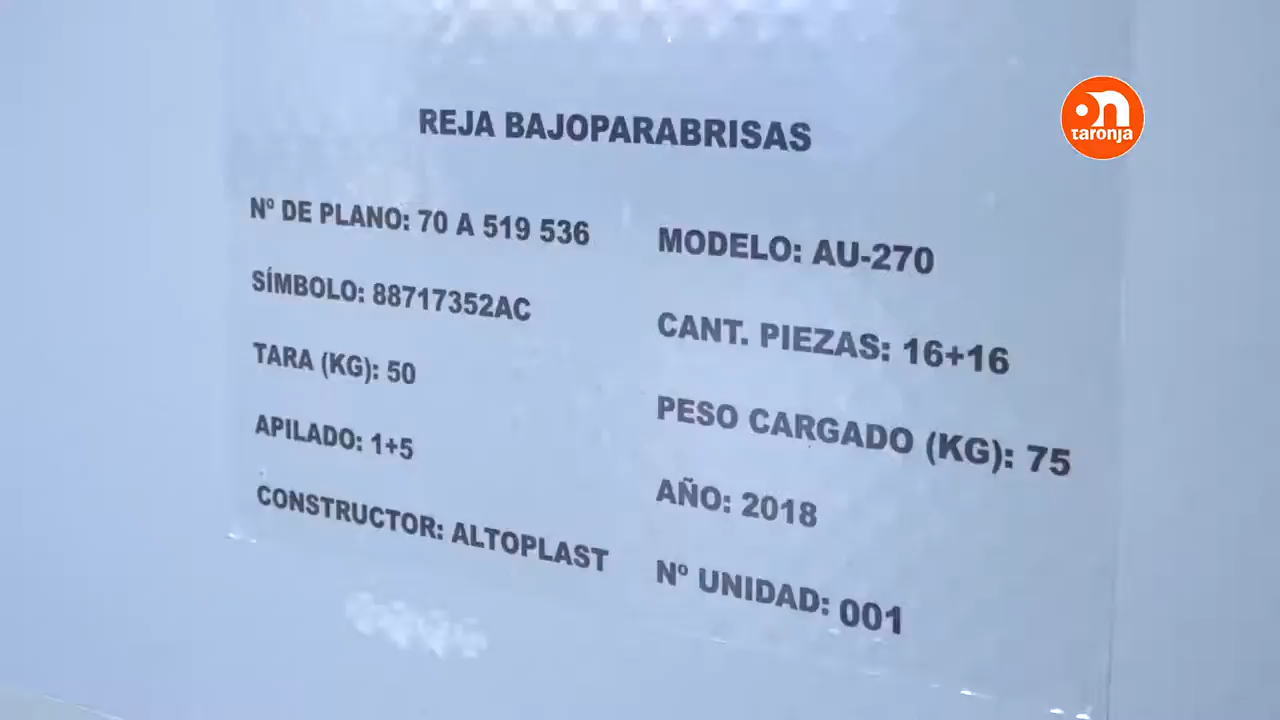 REJA BAJOPARABRISAS
Nº DE PLANO: 70 A 519 536
SÍMBOLO: 88717352AC
TARA (KG): 50
APILADO: 1+5
CONSTRUCTOR: ALTOPLAST
MODELO: AU-270
CANT. PIEZAS: 16+16
PESO CARGADO (KG): 75
AÑO: 2018
Nº UNIDAD: 001
on
taronja